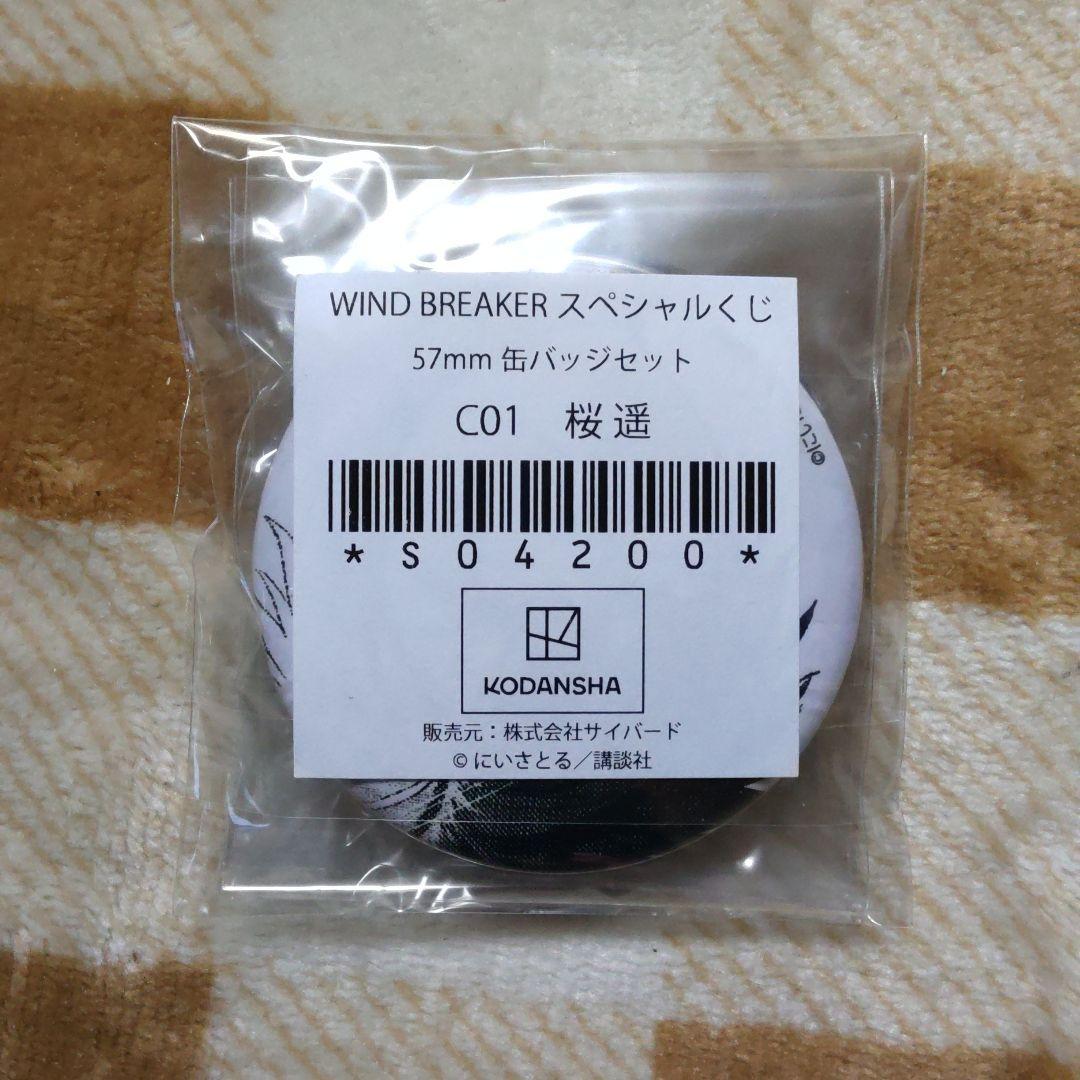 WIND BREAKER スペシャルくじ
57mm 缶バッジセット
C01 桜 遥
*S04200*
KODANSHA
販売元:株式会社サイバード
© にいさとる/講談社